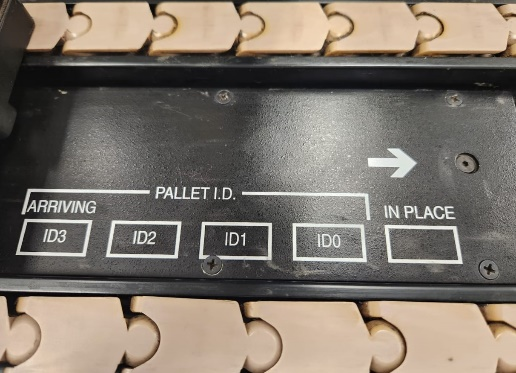 PALLET I.D.
ARRIVING
IN PLACE
ID3 ID2 ID1 ID0